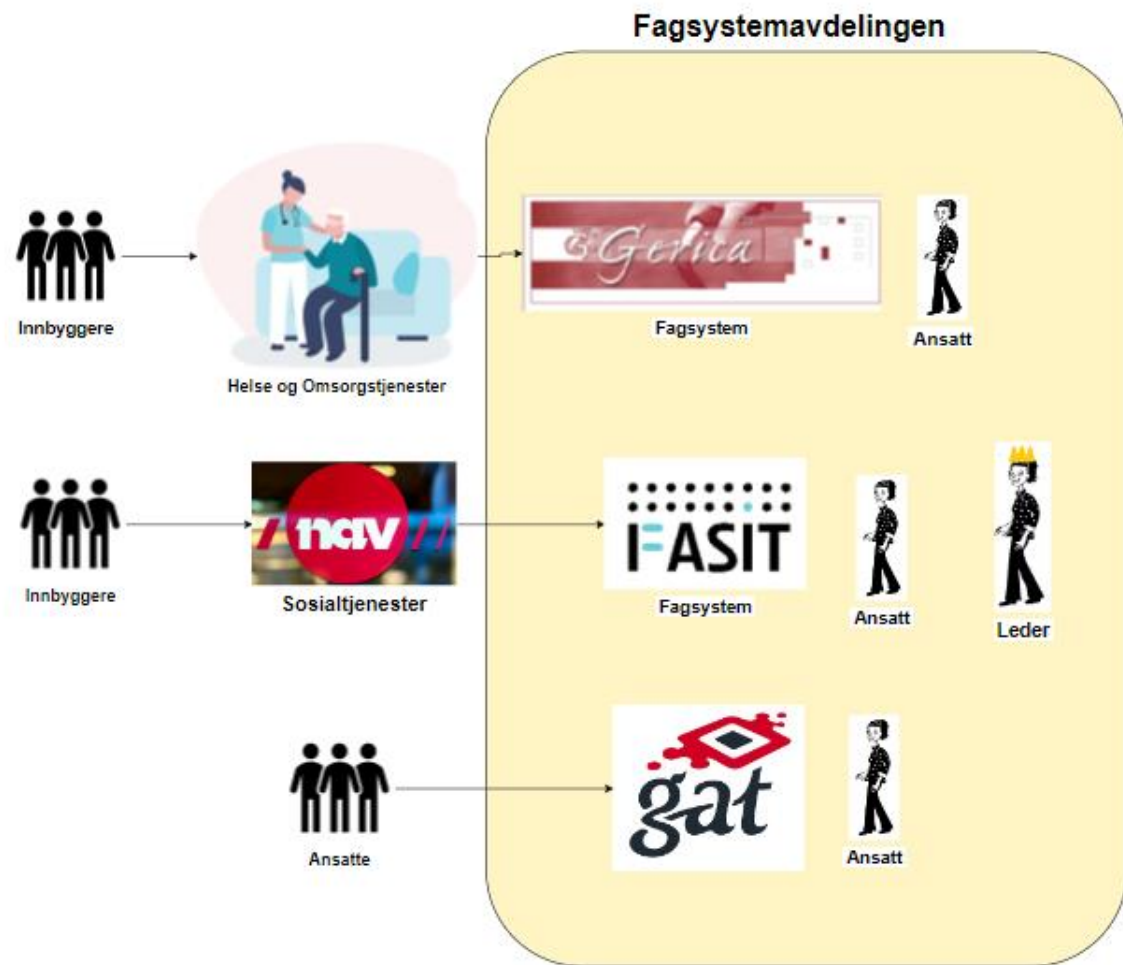 Fagsystemavdelingen
Gerica
Innbyggere
Fagsystem
Ansatt
Helse og Omsorgstjenester
nav
FASIT
Innbyggere
Sosialtjenester
Fagsystem
Ansatt
Leder
gat
Ansatte
Ansatt